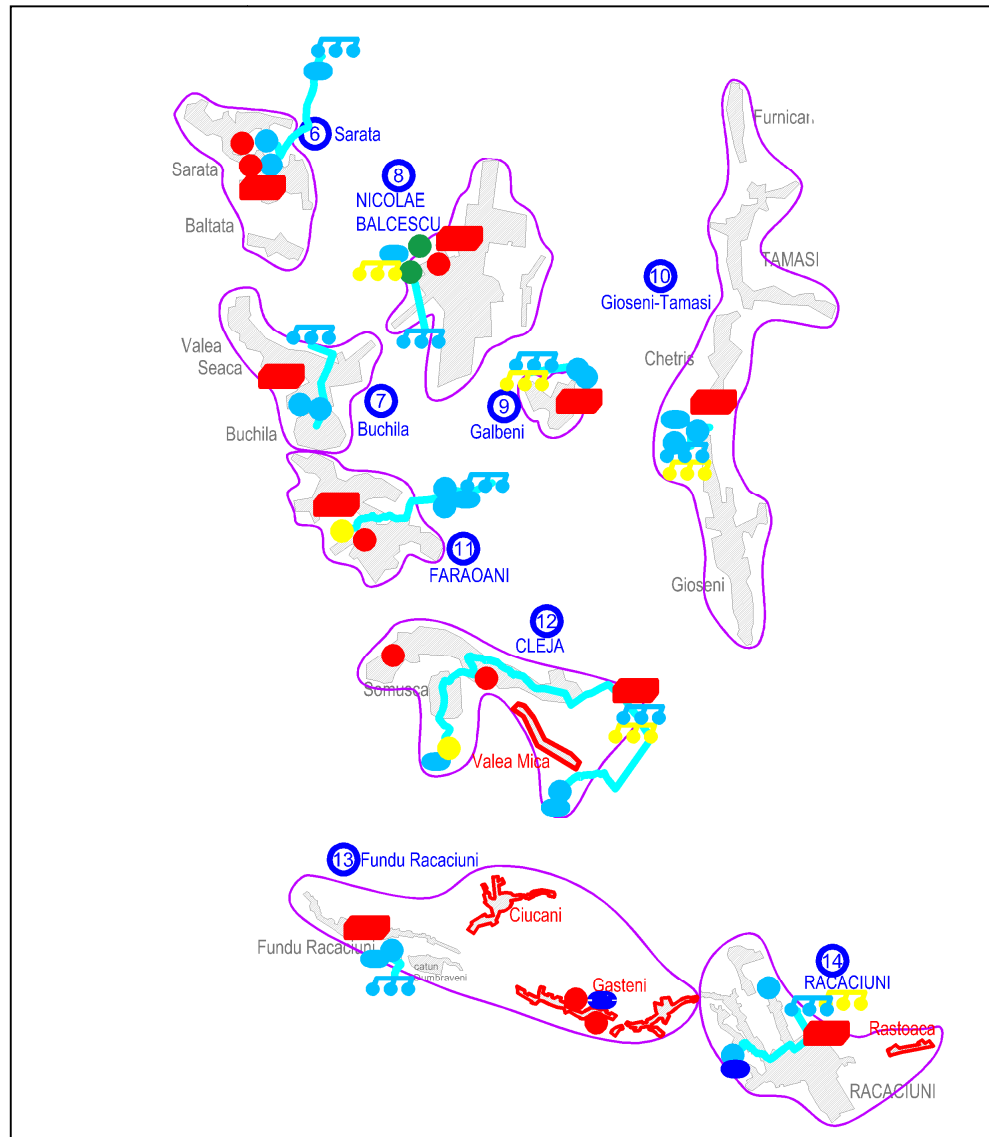 Furnican
6 Sarata
Sarata
8
NICOLAE
BALCESCU
Baltata
TAMASI
10
Gioseni-Tamasi
Valea
Seaca
Chetris
7
Buchila
9
Galbeni
Buchila
11
FARAOANI
Gioseni
12
CLEJA
Somusca
Valea Mica
13 Fundu Racaciuni
Ciucani
Fundu Racaciuni
catun
Dumbraveni
14
RACACIUNI
Gasteni
Rastoaca
RACACIUNI